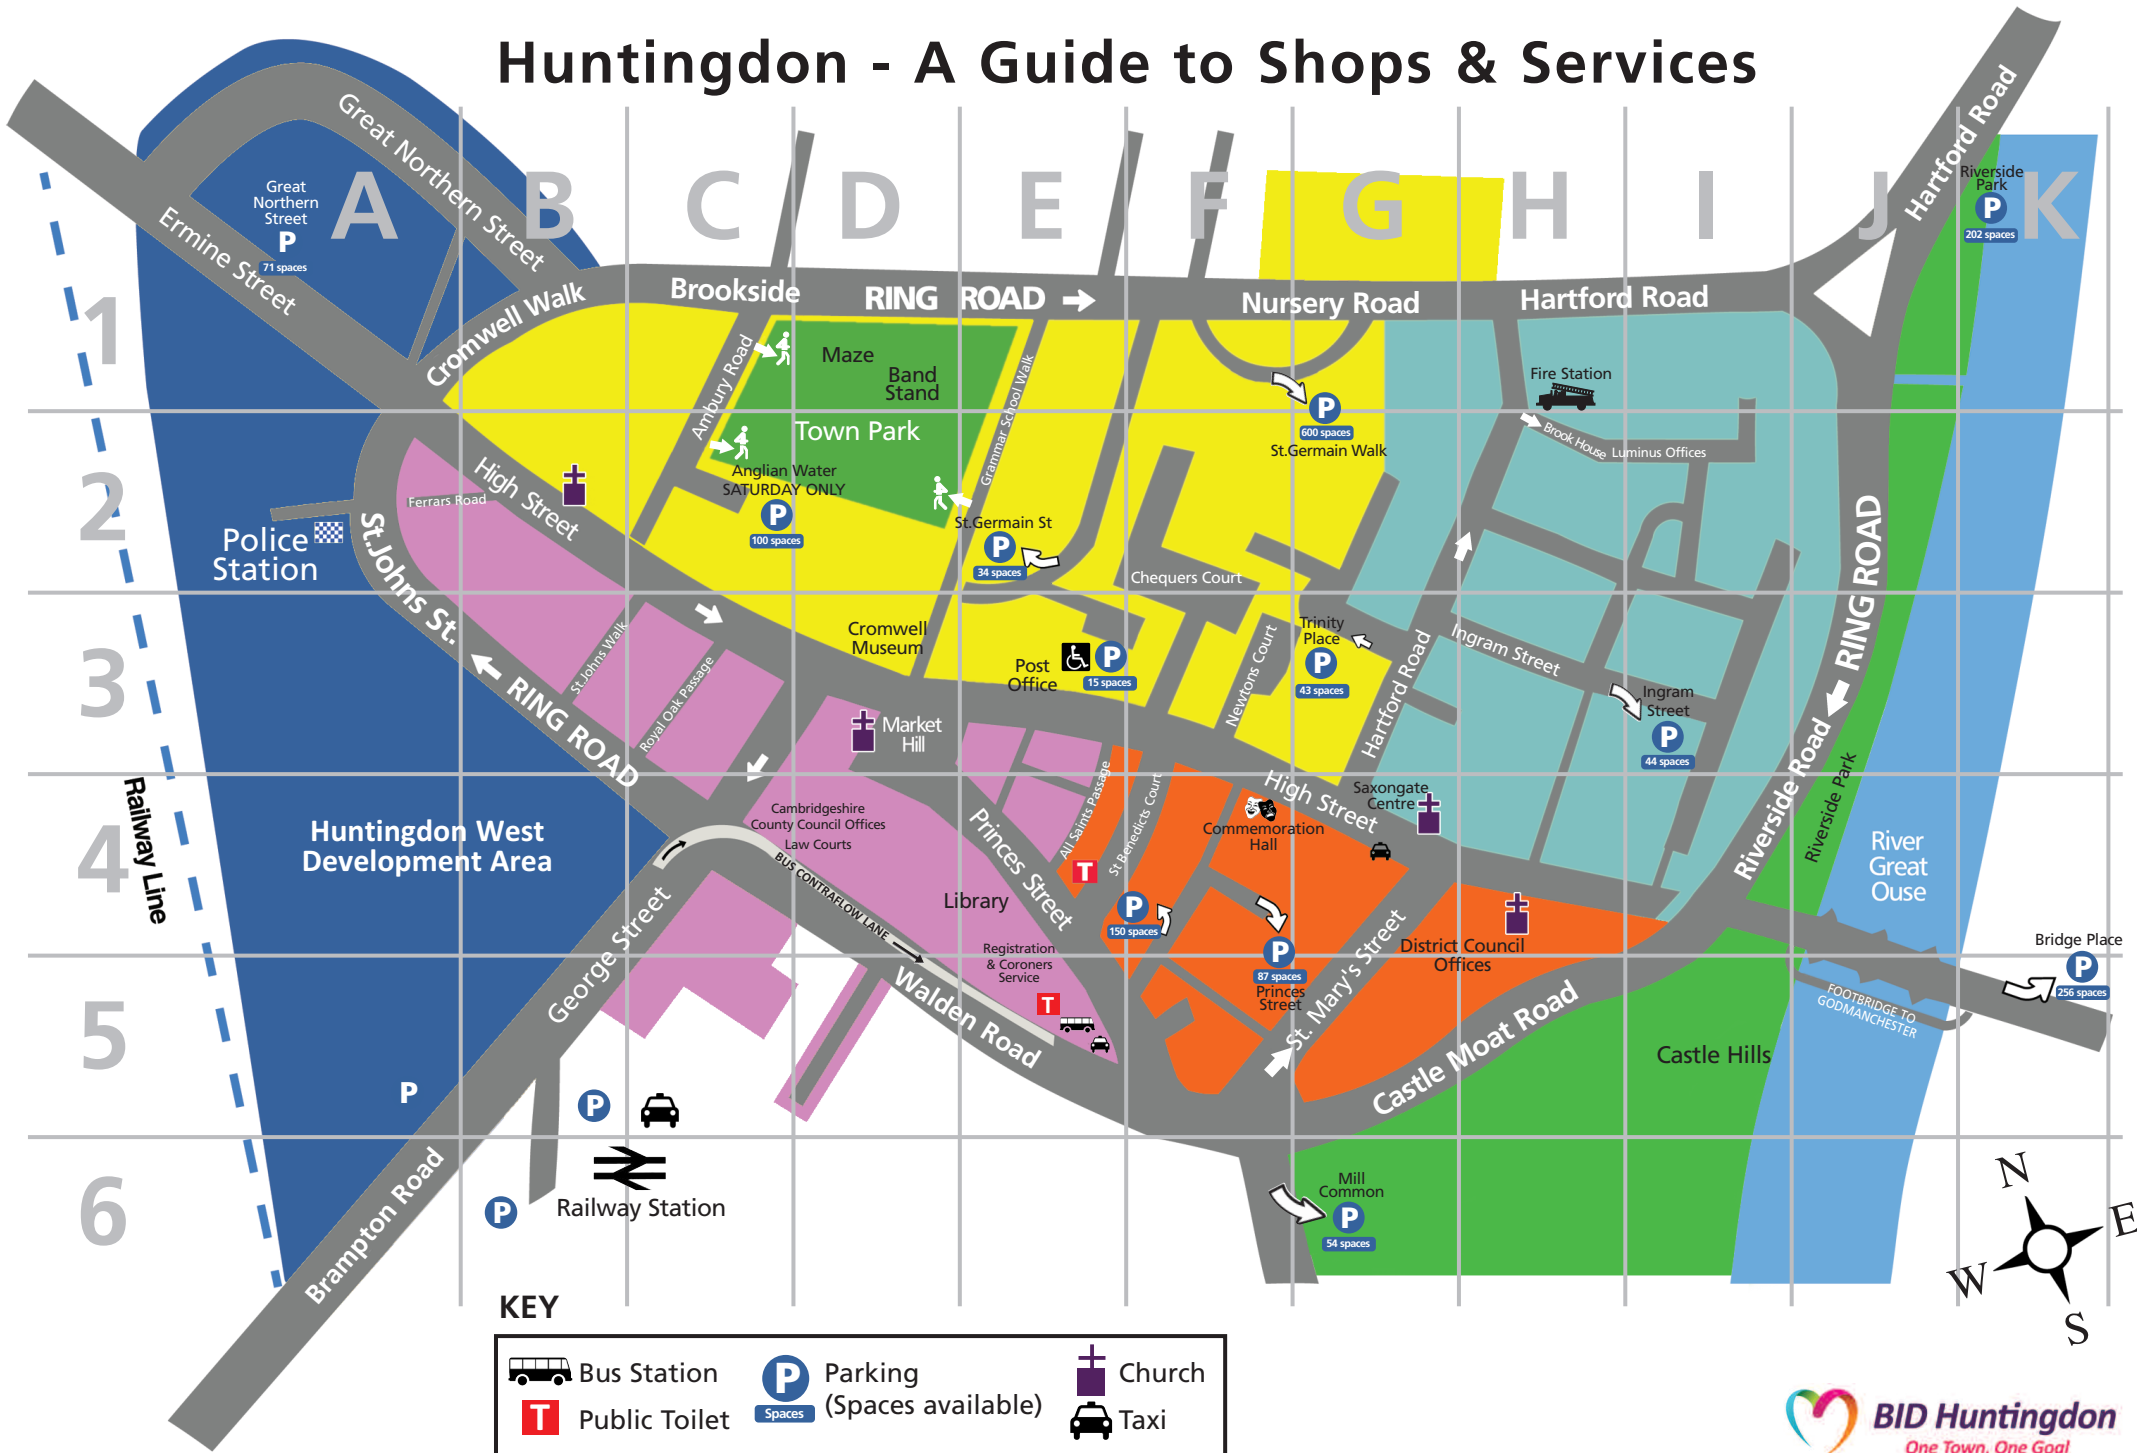 Huntingdon - A Guide to Shops & Services
A
B
C
D
E
F
G
H
I
J
K
1
2
3
4
5
6
Great Northern Street
Great
Northern
Street
P
71 spaces
Ermine Street
Cromwell Walk
Brookside
RING ROAD
Nursery Road
Hartford Road
Hartford Road
Riverside
Park
P
202 spaces
Ambury Road
Maze
Band
Stand
Town Park
Grammar School Walk
Anglian Water
SATURDAY ONLY
P
100 spaces
P
600 spaces
St.Germain Walk
Fire Station
Brook House
Luminus Offices
High Street
Ferrars Road
Police
Station
St.Johns St.
St.Germain St
P
34 spaces
Chequers Court
RING ROAD
Cromwell
Museum
Post
Office
P
15 spaces
Newtons Court
Trinity
Place
P
43 spaces
Hartford Road
Ingram Street
Ingram
Street
P
44 spaces
St.Johns Walk
Royal Oak Passage
RING ROAD
Market
Hill
Railway Line
Huntingdon West
Development Area
Cambridgeshire
County Council Offices
Law Courts
BUS CONTRAFLOW LANE
Princes Street
All Saints Passage
St Benedicts Court
T
High Street
Commemoration
Hall
Saxongate
Centre
Riverside Road
Riverside Park
River
Great
Ouse
George Street
Library
P
150 spaces
P
87 spaces
Princes
Street
St. Mary's Street
District Council
Offices
Bridge Place
P
256 spaces
Registration
& Coroners
Service
T
Walden Road
Castle Moat Road
FOOTBRIDGE TO
GODMANCHESTER
Castle Hills
P
P
Railway Station
P
Brampton Road
Mill
Common
P
54 spaces
N
E
W
S
KEY
Bus Station
P
Parking
Church
T
Public Toilet
Spaces
(Spaces available)
Taxi
BID Huntingdon
One Town. One Goal